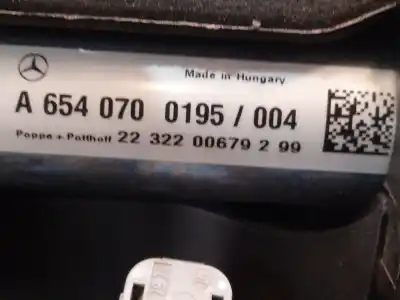 Made in Hungary
A 654 070 0195 / 004
Poppe + Potthoff 22 322 00679 2 99